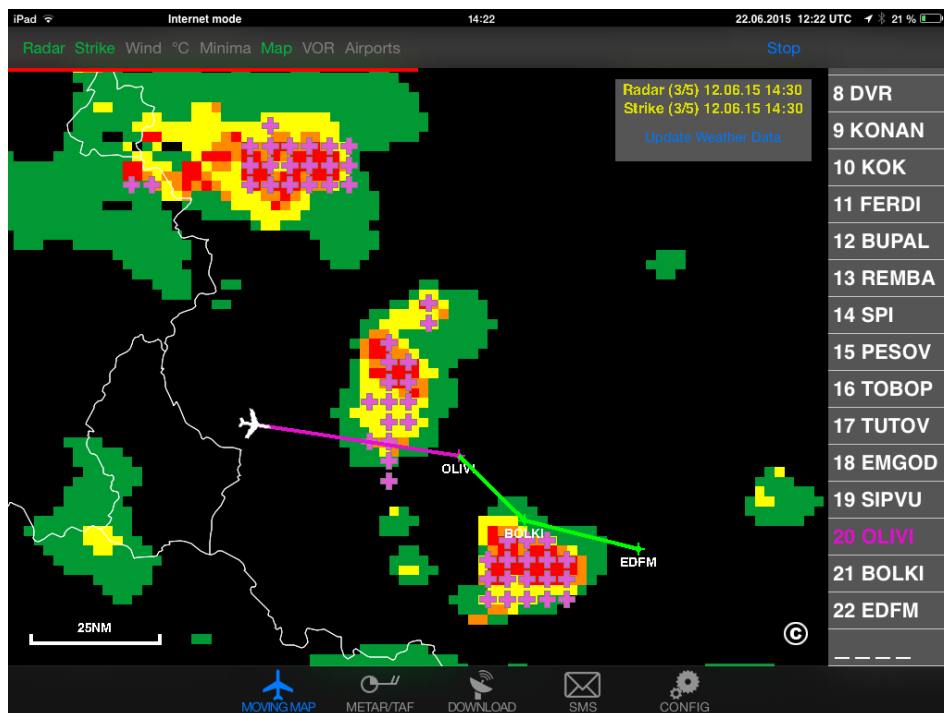 iPad Internet mode 14:22 22.06.2015 12:22 UTC 21 %
Radar Strike Wind °C Minima Map VOR Airports Stop
Radar (3/5) 12.06.15 14:30
Strike (3/5) 12.06.15 14:30
Update Weather Data
8 DVR
9 KONAN
10 KOK
11 FERDI
12 BUPAL
13 REMBA
14 SPI
15 PESOV
16 TOBOP
17 TUTOV
18 EMGOD
19 SIPVU
20 OLIVI
21 BOLKI
22 EDFM
_ _ _ _
OLIVI
BOLKI
EDFM
25NM
©
MOVING MAP METAR/TAF DOWNLOAD SMS CONFIG